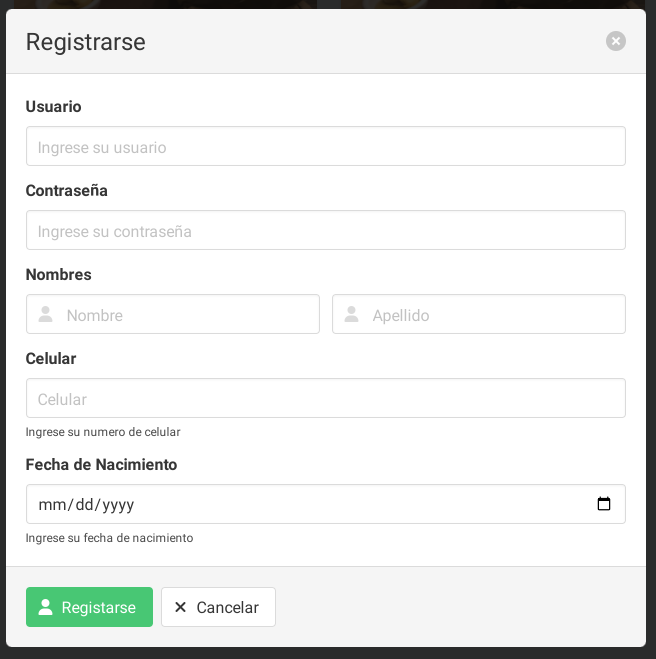 Registrarse
Usuario
Ingrese su usuario
Contraseña
Ingrese su contraseña
Nombres
Nombre Apellido
Celular
Celular
Ingrese su numero de celular
Fecha de Nacimiento
mm/dd/yyyy
Ingrese su fecha de nacimiento
Registarse Cancelar